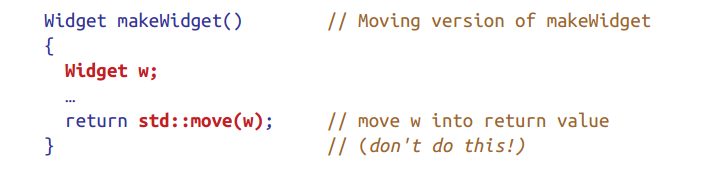 Widget makeWidget() // Moving version of makeWidget
{
Widget w;
…
return std::move(w); // move w into return value
} // (don't do this!)